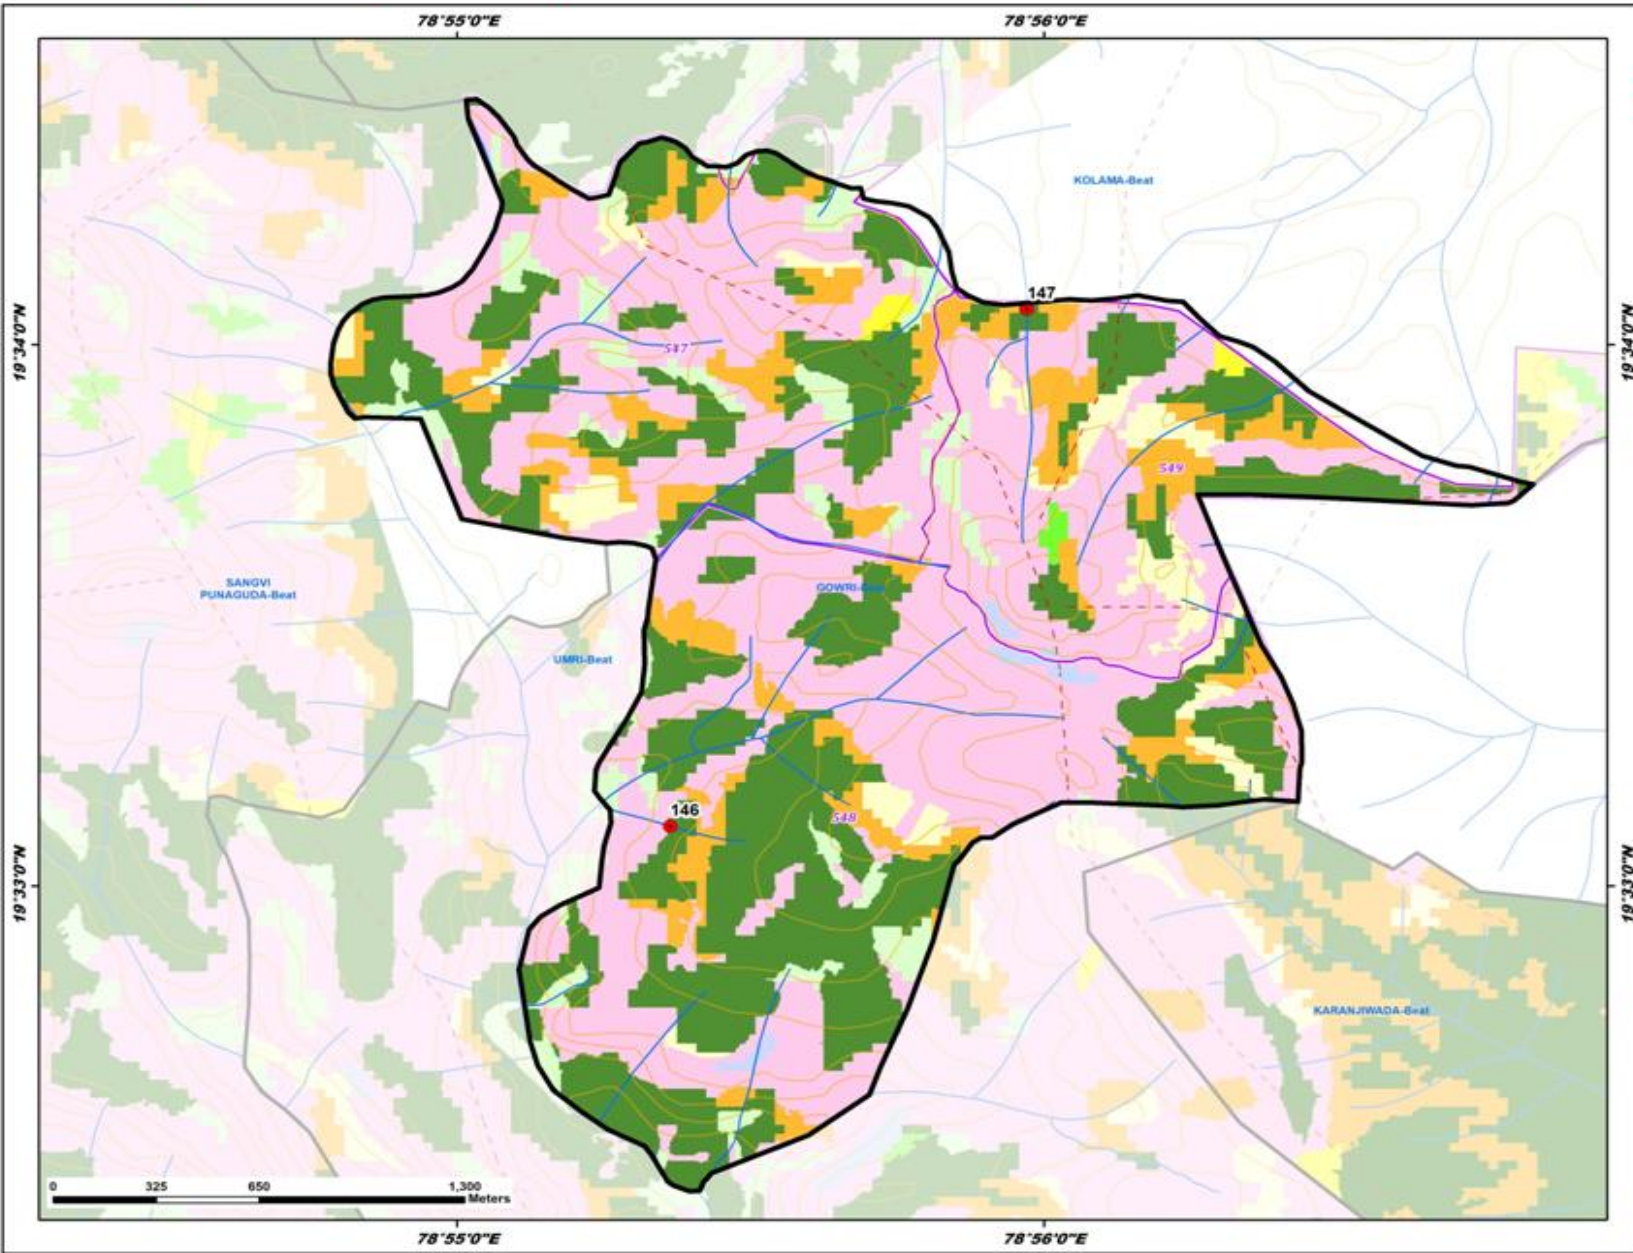 78°55'0"E
78°56'0"E
KOLAMA-Beat
147
19°34'0"N
19°34'0"N
547
549
SANGVI
PUNAGUDA-Beat
GOWRI-Beat
UMRI-Beat
146
548
19°33'0"N
19°33'0"N
KARANJIWADA-Beat
0 325 650 1,300
Meters
78°55'0"E
78°56'0"E